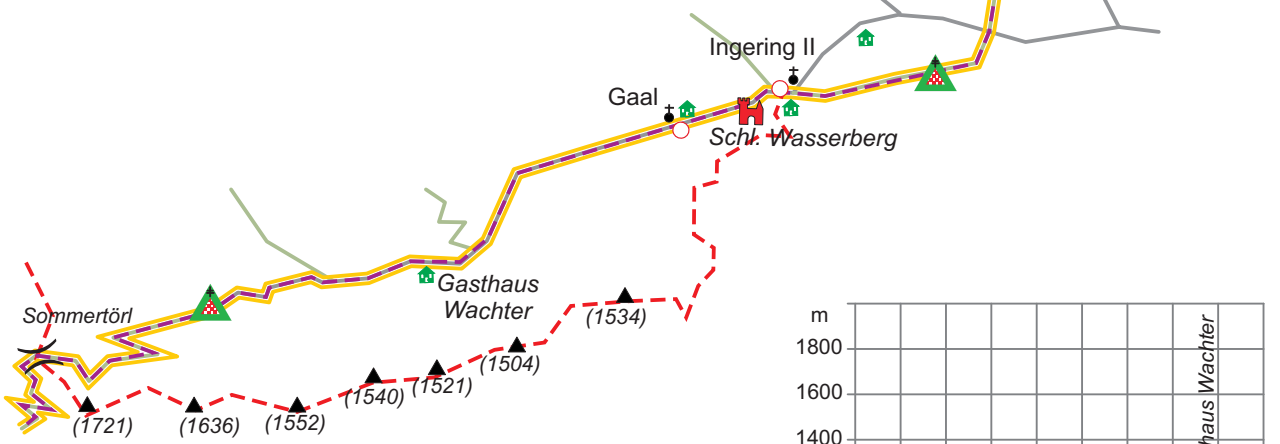 Ingering II
Gaal
Schl. Wasserberg
Gasthaus
Wachter
Sommertörl
(1534)
(1504)
(1521)
(1540)
(1552)
(1636)
(1721)
m
1800
1600
1400
haus Wachter